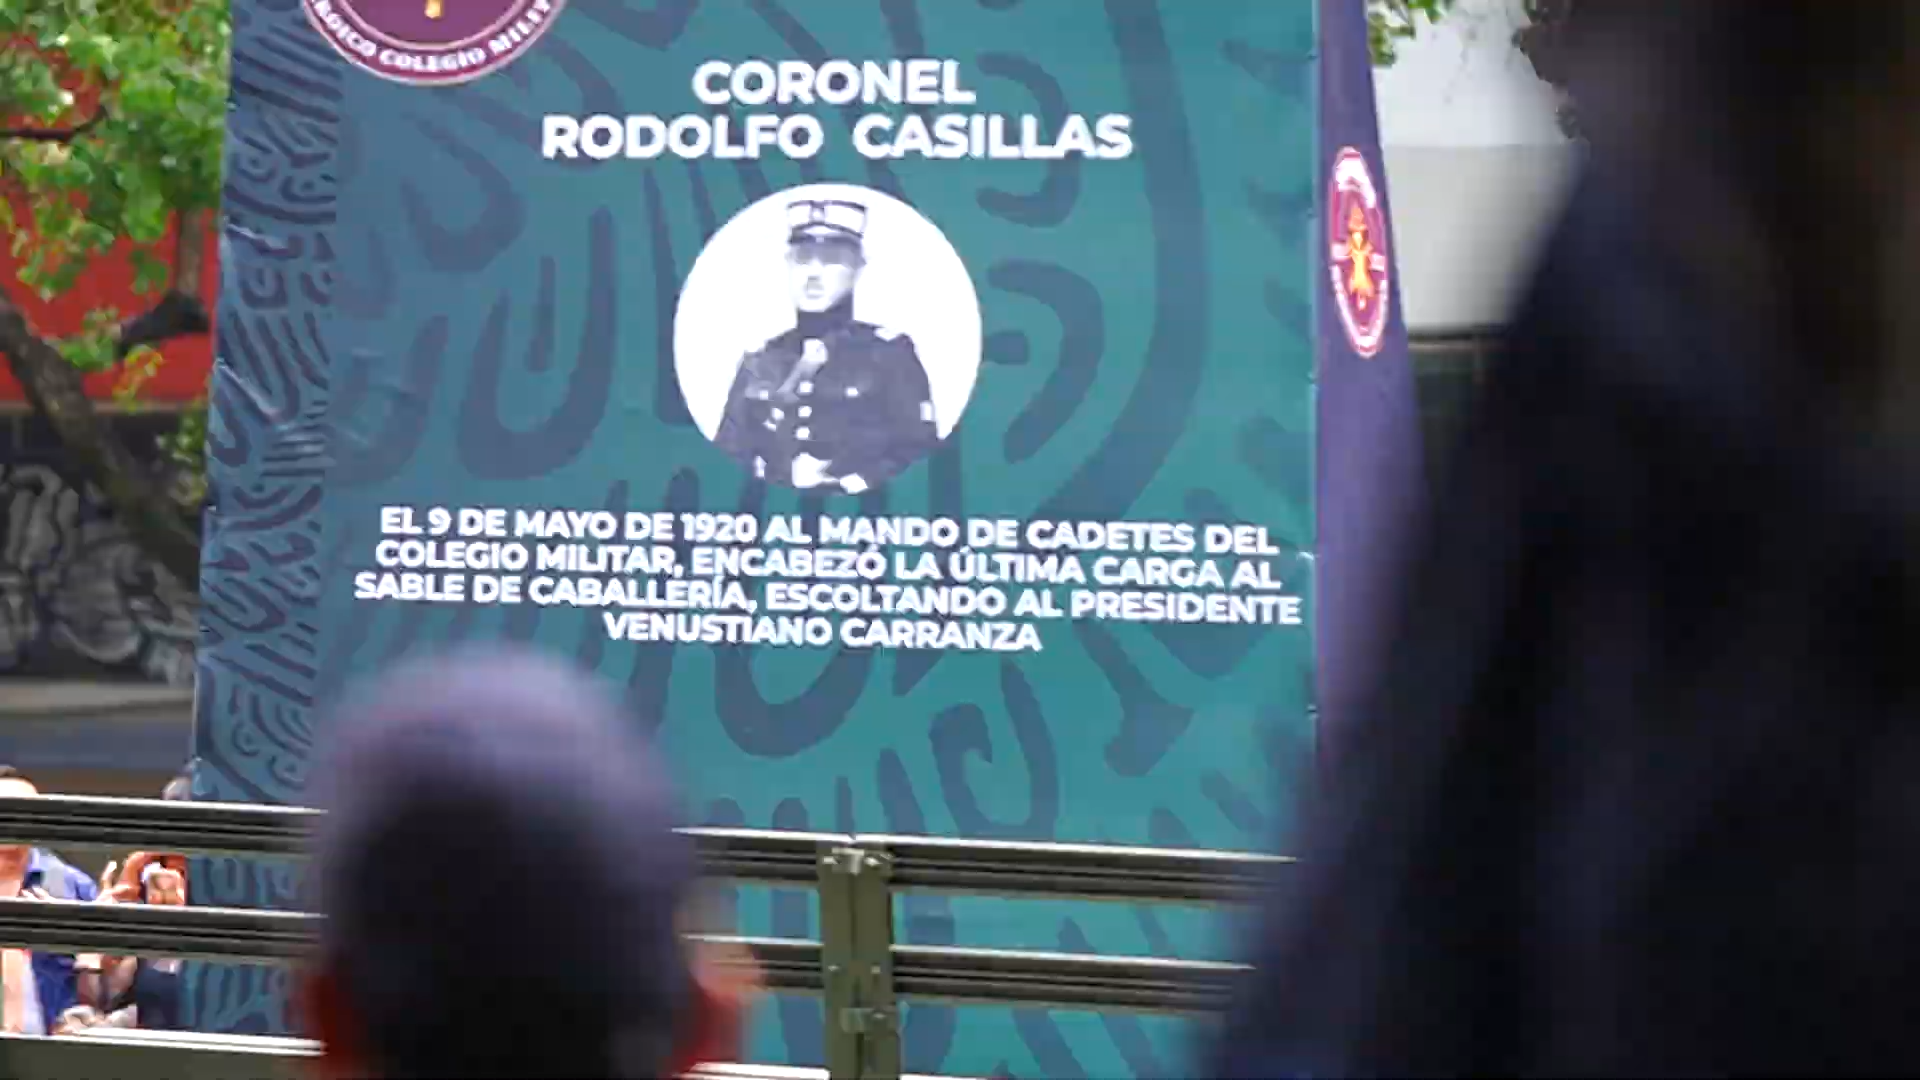 COLEGIO
CORONEL
RODOLFO CASILLAS
EL 9 DE MAYO DE 1920 AL MANDO DE CADETES DEL
COLEGIO MILITAR, ENCABEZÓ LA ÚLTIMA CARGA AL
SABLE DE CABALLERÍA, ESCOLTANDO AL PRESIDENTE
VENUSTIANO CARRANZA